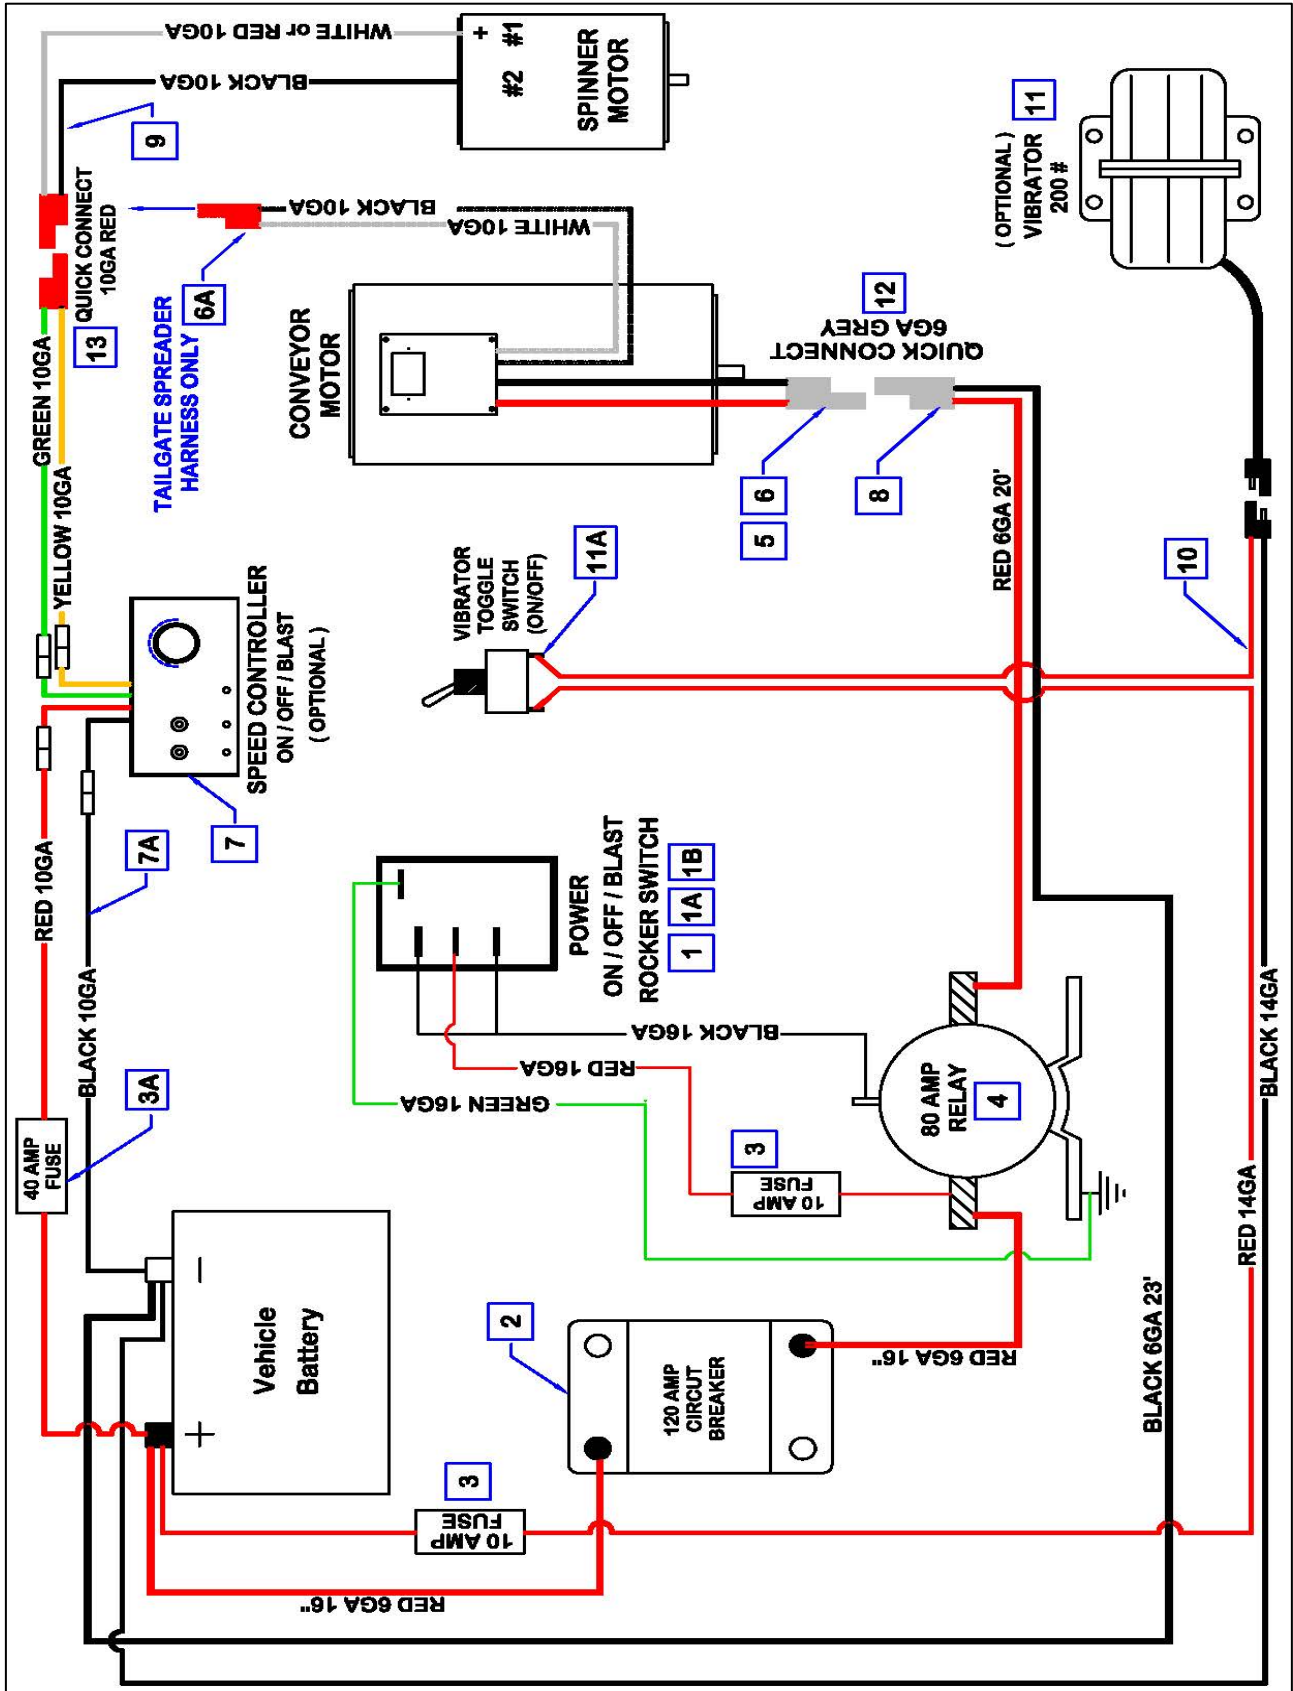 WHITE or RED 10GA
BLACK 10GA
+ #1
#2
SPINNER
MOTOR
9
QUICK CONNECT
10GA RED
13
BLACK 10GA
WHITE 10GA
TAILGATE SPREADER
HARNESS ONLY
6A
CONVEYOR
MOTOR
QUICK CONNECT
6GA GREY
12
6
5
8
( OPTIONAL )
VIBRATOR
200 #
11
GREEN 10GA
YELLOW 10GA
SPEED CONTROLLER
ON / OFF / BLAST
( OPTIONAL )
7
7A
VIBRATOR
TOGGLE
SWITCH
(ON/OFF)
11A
RED 6GA 20'
10
RED 10GA
BLACK 10GA
40 AMP
FUSE
3A
POWER
ON / OFF / BLAST
ROCKER SWITCH
1
1A
1B
BLACK 16GA
RED 16GA
GREEN 16GA
80 AMP
RELAY
4
3
10 AMP
FUSE
BLACK 14GA
RED 14GA
Vehicle
Battery
−
+
2
120 AMP
CIRCUT
BREAKER
RED 6GA 16"
BLACK 6GA 23'
3
10 AMP
FUSE
RED 6GA 16"